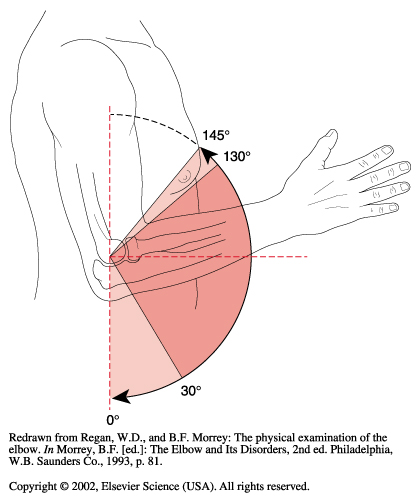 145°
130°
30°
0°
Redrawn from Regan, W.D., and B.F. Morrey: The physical examination of the
elbow. In Morrey, B.F. [ed.]: The Elbow and Its Disorders, 2nd ed. Philadelphia,
W.B. Saunders Co., 1993, p. 81.
Copyright © 2002, Elsevier Science (USA). All rights reserved.